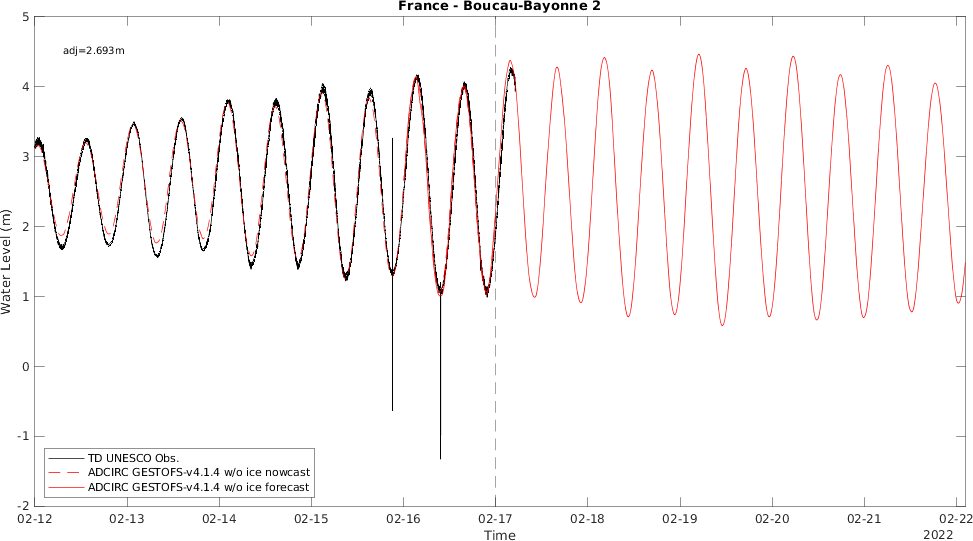 France - Boucau-Bayonne 2
adj=2.693m
Water Level (m)
5
4
3
2
1
0
-1
-2
TD UNESCO Obs.
ADCIRC GESTOFS-v4.1.4 w/o ice nowcast
ADCIRC GESTOFS-v4.1.4 w/o ice forecast
02-12 02-13 02-14 02-15 02-16 02-17 02-18 02-19 02-20 02-21 02-22
Time
2022